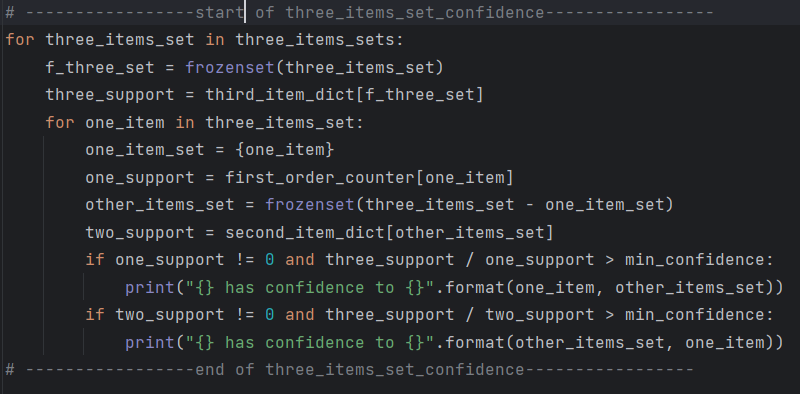 # -----------------start of three_items_set_confidence-----------------
for three_items_set in three_items_sets:
    f_three_set = frozenset(three_items_set)
    three_support = third_item_dict[f_three_set]
    for one_item in three_items_set:
        one_item_set = {one_item}
        one_support = first_order_counter[one_item]
        other_items_set = frozenset(three_items_set - one_item_set)
        two_support = second_item_dict[other_items_set]
        if one_support != 0 and three_support / one_support > min_confidence:
            print("{} has confidence to {}".format(one_item, other_items_set))
        if two_support != 0 and three_support / two_support > min_confidence:
            print("{} has confidence to {}".format(other_items_set, one_item))
# -----------------end of three_items_set_confidence-----------------